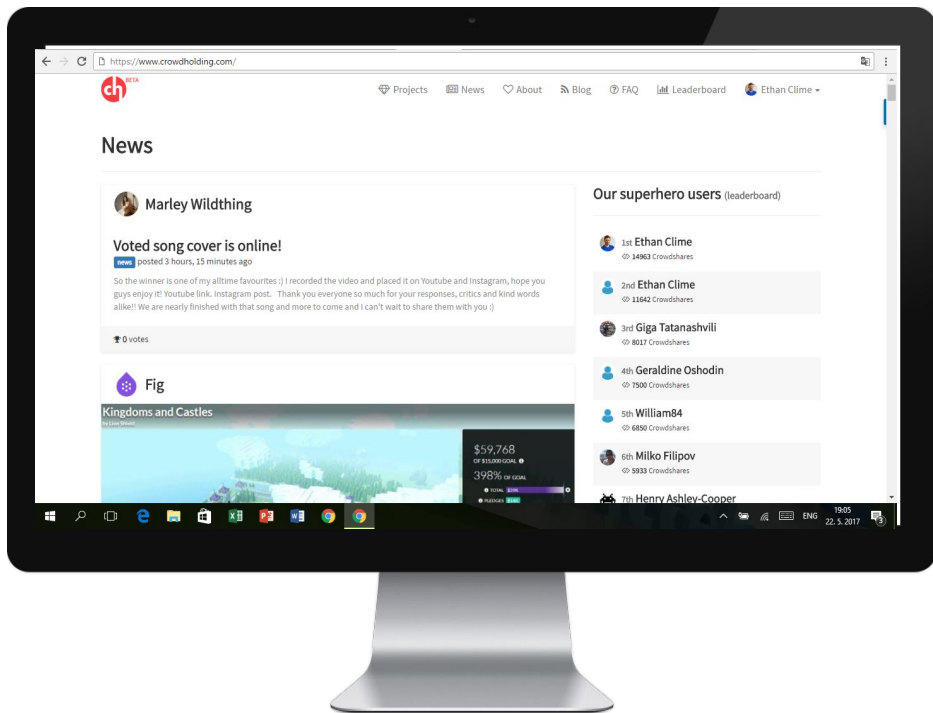 https://www.crowdholding.com/
ch BETA
Projects News About Blog FAQ Leaderboard Ethan Clime
News
Marley Wildthing
Voted song cover is online!
news posted 3 hours, 15 minutes ago
So the winner is one of my alltime favourites :) I recorded the video and placed it on Youtube and Instagram, hope you
guys enjoy it! Youtube link. Instagram post. Thank you everyone so much for your responses, critics and kind words
alike!! We are nearly finished with that song and more to come and I can't wait to share them with you :)
0 votes
Fig
Kingdoms and Castles
by Lion Shield
$59,768
OF $15,000 GOAL
398% OF GOAL
TOTAL
PLEDGES
Our superhero users (leaderboard)
1st Ethan Clime
14963 Crowdshares
2nd Ethan Clime
11642 Crowdshares
3rd Giga Tatanashvili
8017 Crowdshares
4th Geraldine Oshodin
7500 Crowdshares
5th William84
6850 Crowdshares
6th Milko Filipov
5933 Crowdshares
7th Henry Ashley-Cooper
ENG
19:05
22. 5. 2017
3